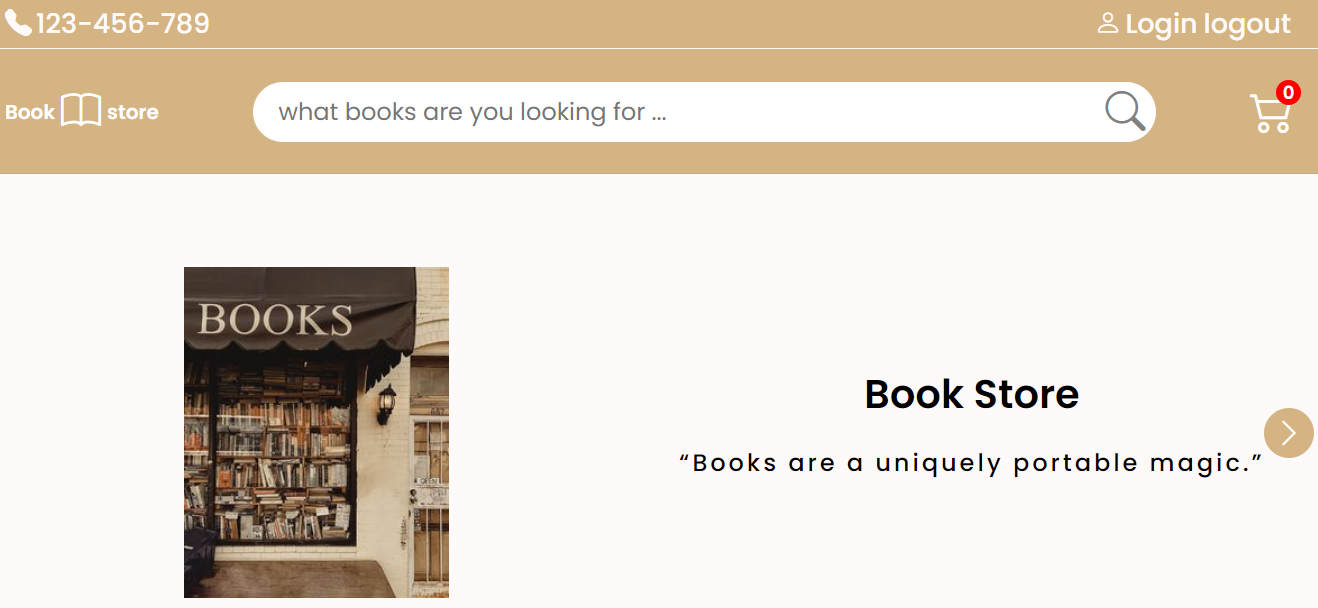 123-456-789
Login logout
Book store
what books are you looking for ...
0
BOOKS
Book Store
“Books are a uniquely portable magic.”